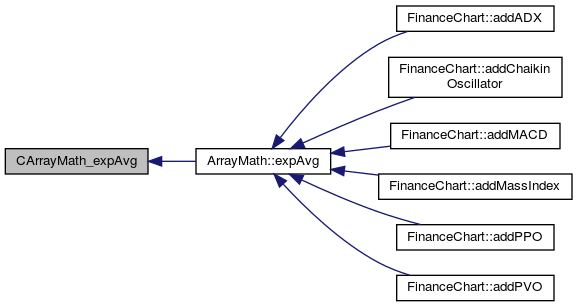 CArrayMath_expAvg
ArrayMath::expAvg
FinanceChart::addADX
FinanceChart::addChaikin
Oscillator
FinanceChart::addMACD
FinanceChart::addMassIndex
FinanceChart::addPPO
FinanceChart::addPVO